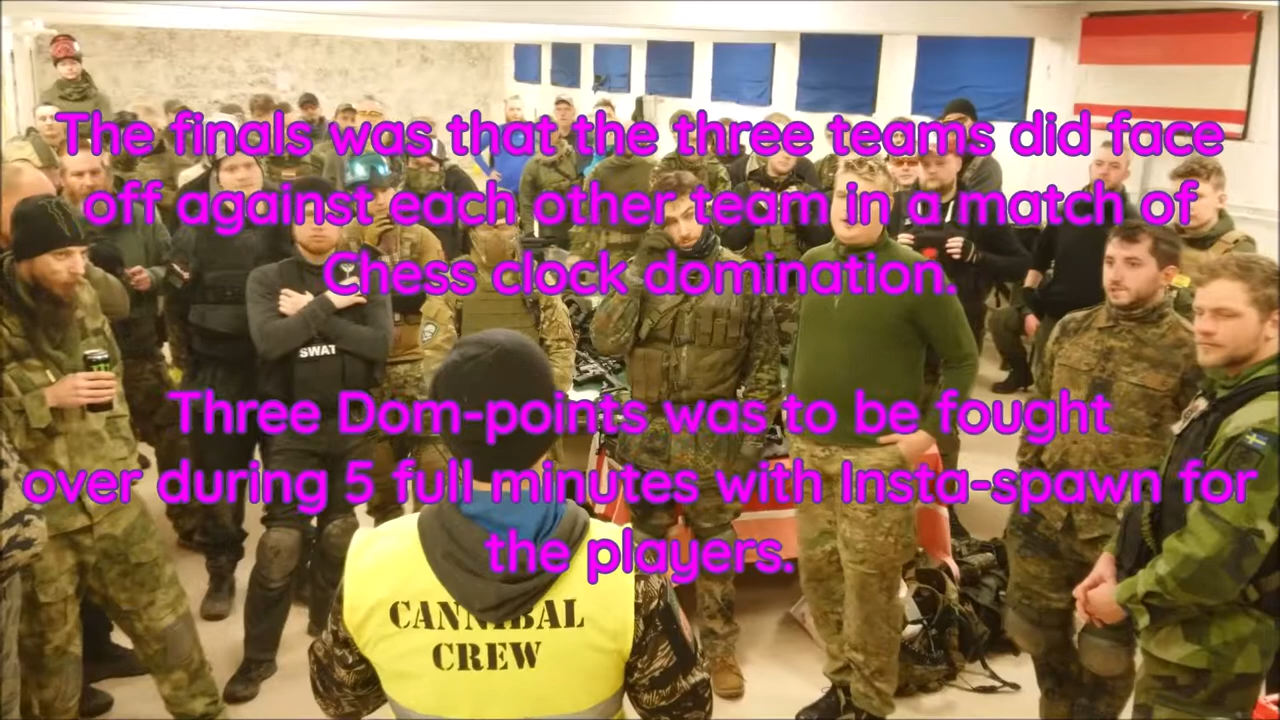 The finals was that the three teams did face
off against each other team in a match of
Chess clock domination.
Three Dom-points was to be fought
over during 5 full minutes with Insta-spawn for
the players.
SWAT
CANNIBAL
CREW